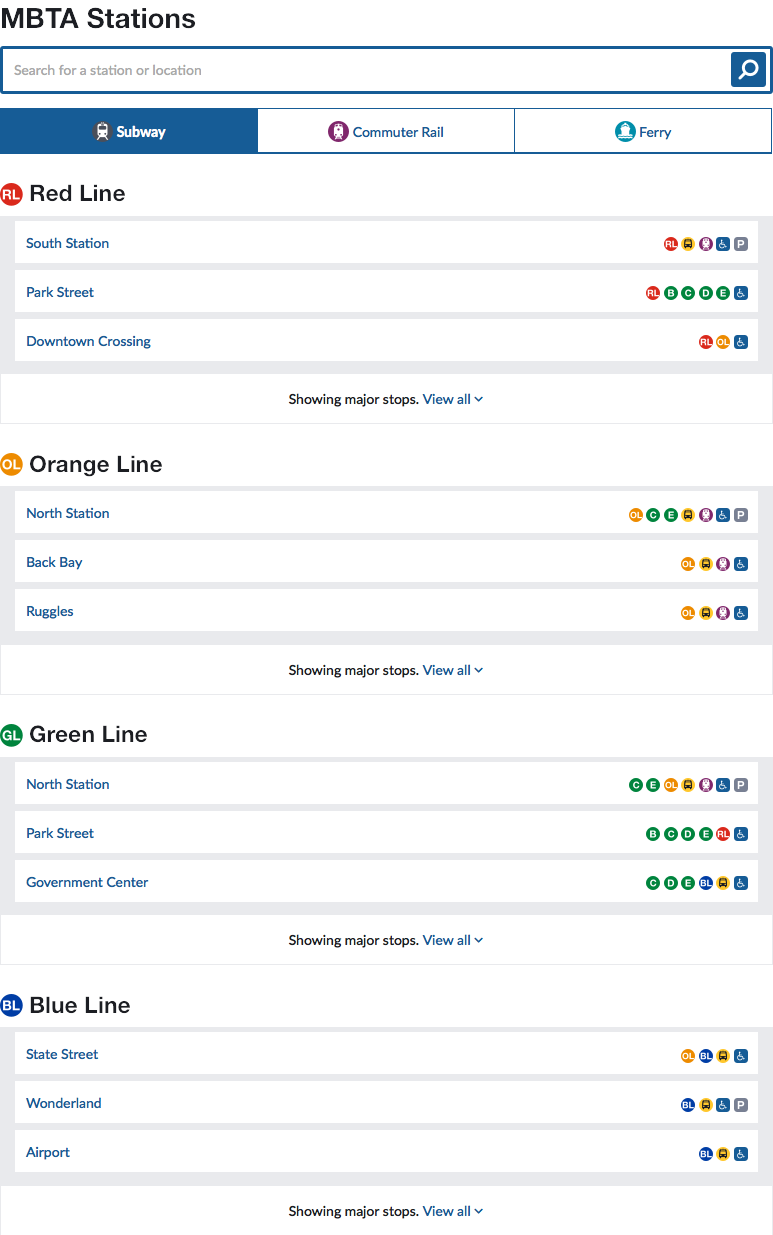 MBTA Stations
Search for a station or location
Subway Commuter Rail Ferry
RL Red Line
South Station RL P
Park Street RL B C D E
Downtown Crossing RL OL
Showing major stops. View all
OL Orange Line
North Station OL C E P
Back Bay OL
Ruggles OL
Showing major stops. View all
GL Green Line
North Station C E OL P
Park Street B C D E RL
Government Center C D E BL
Showing major stops. View all
BL Blue Line
State Street OL BL
Wonderland BL P
Airport BL
Showing major stops. View all